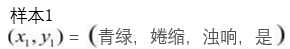 样本1
(x₁, y₁) = (青绿，蜷缩，浊响，是)